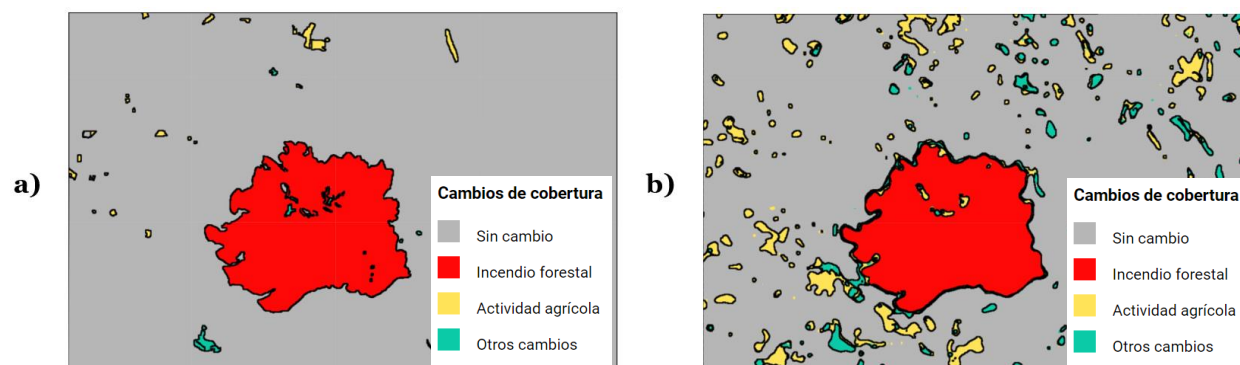 a)
Cambios de cobertura
Sin cambio
Incendio forestal
Actividad agrícola
Otros cambios
b)
Cambios de cobertura
Sin cambio
Incendio forestal
Actividad agrícola
Otros cambios